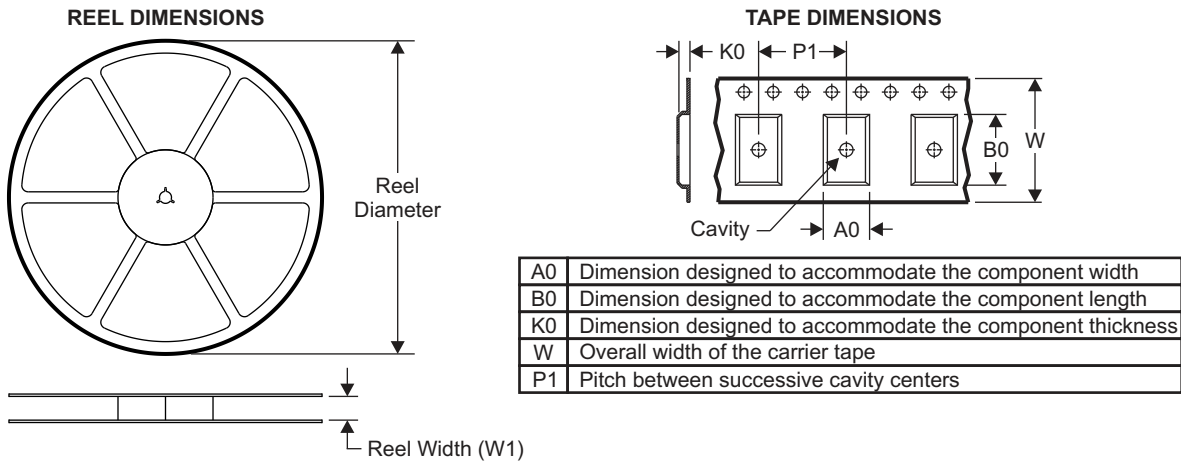 REEL DIMENSIONS
Reel
Diameter
Reel Width (W1)
TAPE DIMENSIONS
K0
P1
B0
W
Cavity
A0
A0 Dimension designed to accommodate the component width
B0 Dimension designed to accommodate the component length
K0 Dimension designed to accommodate the component thickness
W Overall width of the carrier tape
P1 Pitch between successive cavity centers